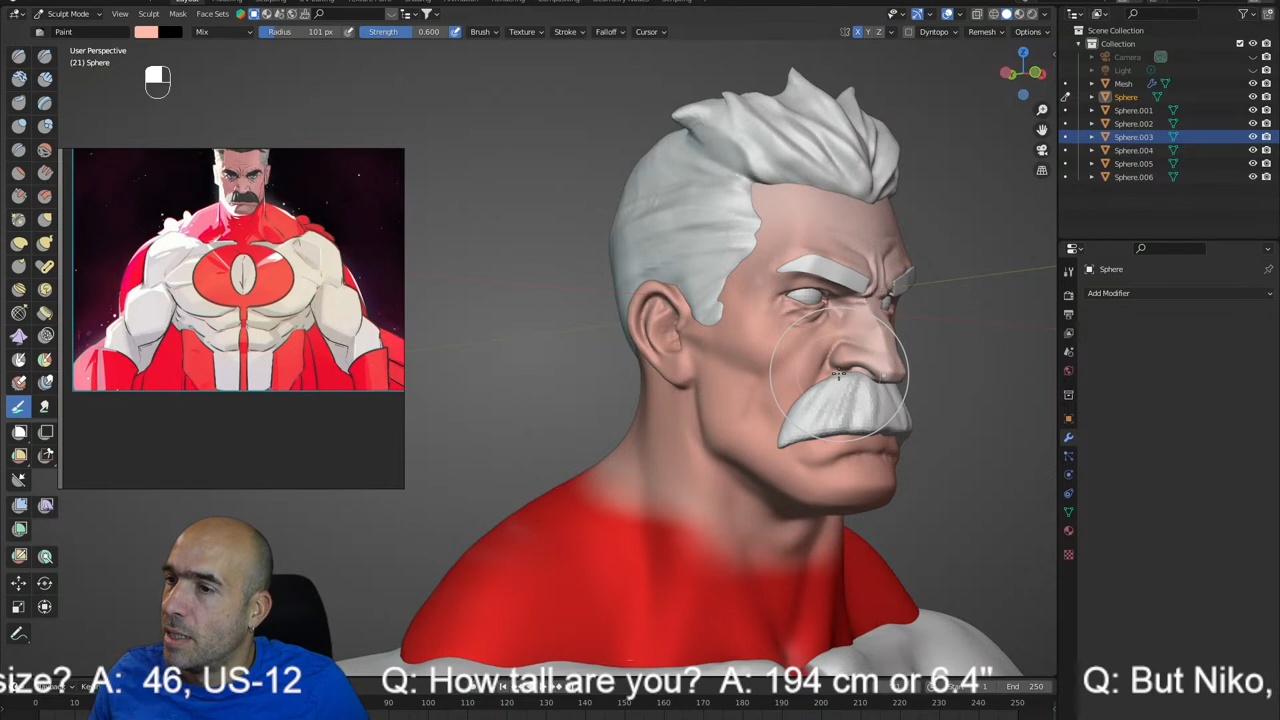 Sculpt Mode View Sculpt Mask Face Sets
Scene Collection
Paint Mix Radius 101 px Strength 0.600 Brush Texture Stroke Falloff Cursor X Y Z Dyntopo Remesh Options
Collection
User Perspective
(21) Sphere
Camera
Light
Mesh
Sphere
Sphere.001
Sphere.002
Sphere.003
Sphere.004
Sphere.005
Sphere.006
Sphere
Add Modifier
size? A: 46, US-12 Q: How tall are you? A: 194 cm or 6.4" Q: But Niko,
1 End 250
0 10